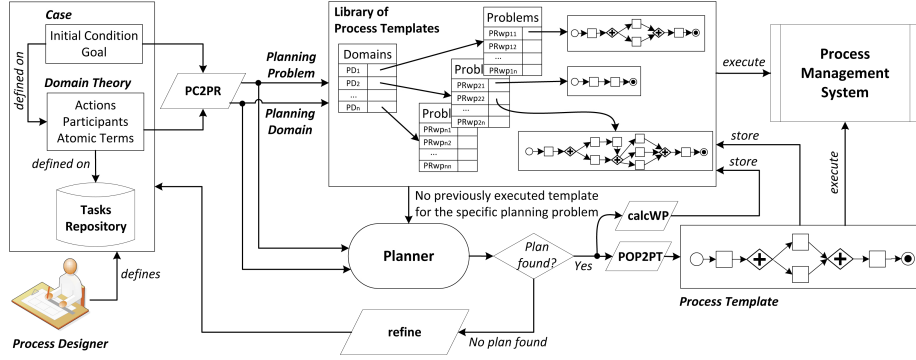 Case
Initial Condition
Goal
defined on
Domain Theory
Actions
Participants
Atomic Terms
defined on
Tasks
Repository
defines
Process Designer
PC2PR
Planning
Problem
Planning
Domain
Library of
Process Templates
Domains
PD1
PD2
...
PDn
Problems
PRwp11
PRwp12
...
PRwp1n
Probl
PRwp21
PRwp22
...
PRwp2n
Probl
PRwpn1
PRwpn2
...
PRwpnn
execute
Process
Management
System
execute
store
store
No previously executed template
for the specific planning problem
calcWP
Planner
Plan
found?
Yes
POP2PT
Process Template
refine
No plan found